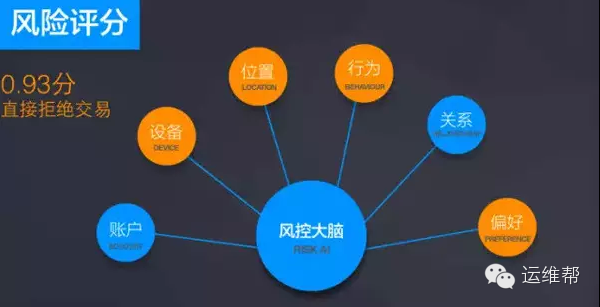 风险评分
0.93分
直接拒绝交易
位置
LOCATION
行为
BEHAVIOUR
设备
DEVICE
关系
账户
风控大脑
RISK AI
偏好
PREFERENCE
运维帮